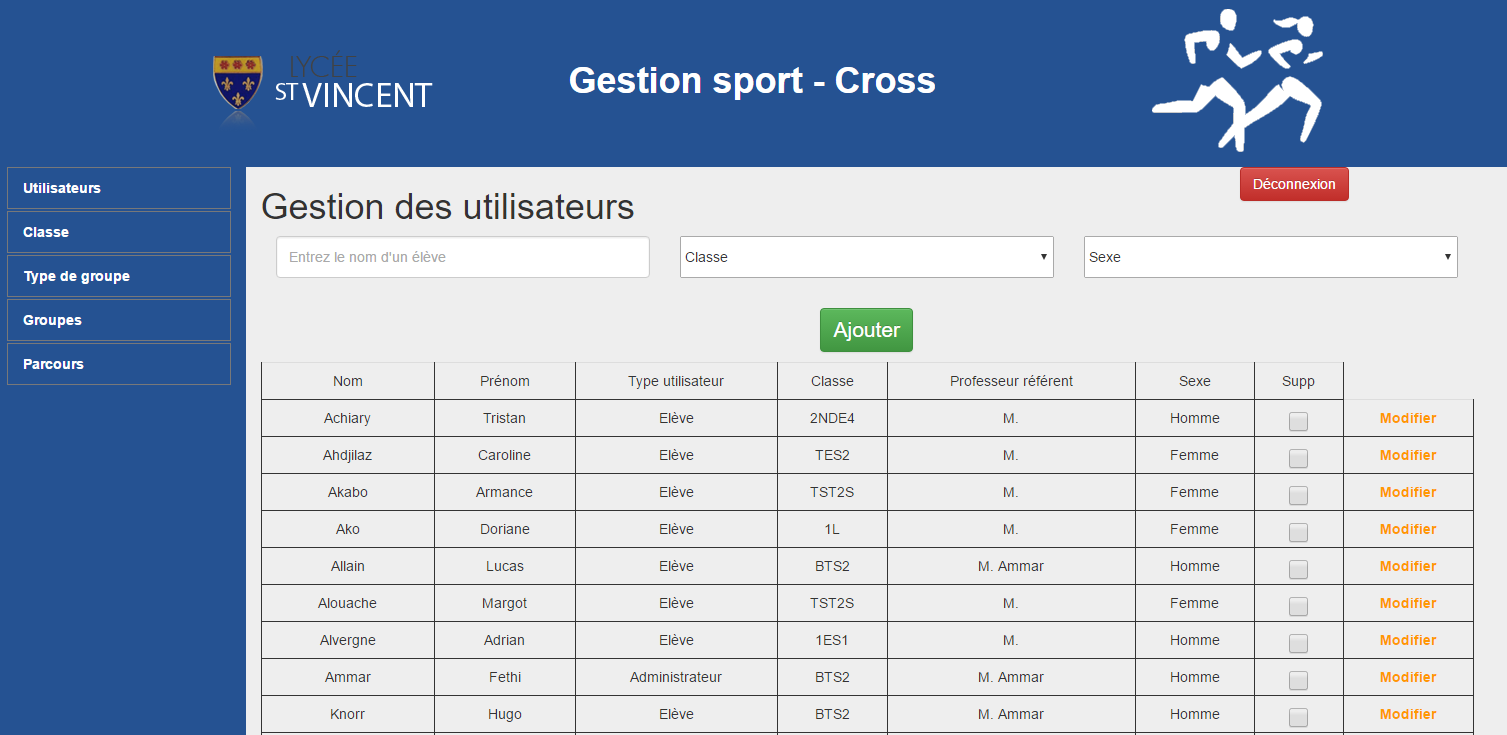 LYCÉE
ST VINCENT
Gestion sport - Cross
Utilisateurs
Classe
Type de groupe
Groupes
Parcours
Déconnexion
Gestion des utilisateurs
Entrez le nom d'un élève Classe Sexe
Ajouter
Nom Prénom Type utilisateur Classe Professeur référent Sexe Supp
Achiary Tristan Elève 2NDE4 M. Homme Modifier
Ahdjilaz Caroline Elève TES2 M. Femme Modifier
Akabo Armance Elève TST2S M. Femme Modifier
Ako Doriane Elève 1L M. Femme Modifier
Allain Lucas Elève BTS2 M. Ammar Homme Modifier
Alouache Margot Elève TST2S M. Femme Modifier
Alvergne Adrian Elève 1ES1 M. Homme Modifier
Ammar Fethi Administrateur BTS2 M. Ammar Homme Modifier
Knorr Hugo Elève BTS2 M. Ammar Homme Modifier